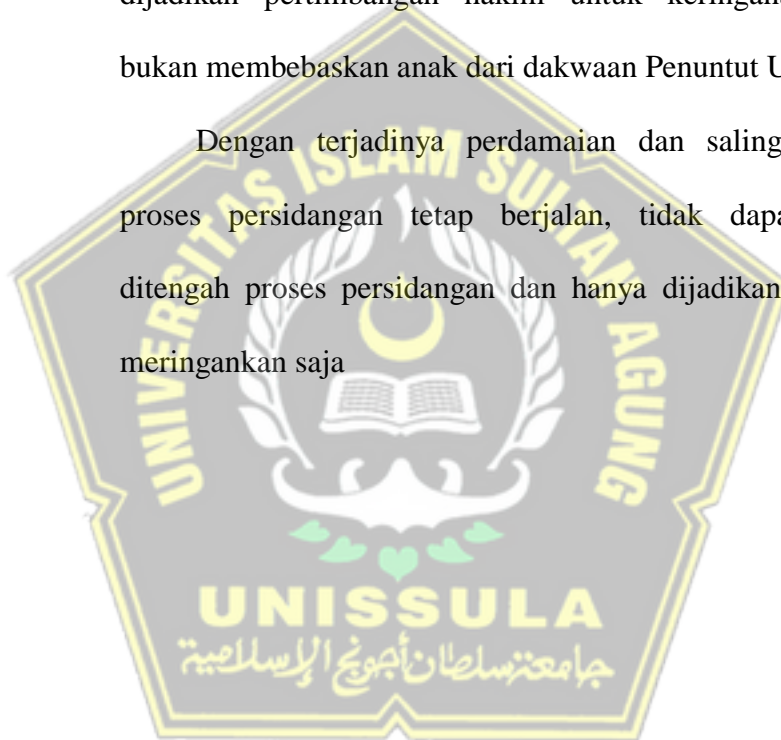 dijadikan pertimbangan hakim untuk
bukan membebaskan anak dari dakwaan Penuntut U
Dengan terjadinya perdamaian dan saling
proses persidangan tetap berjalan, tidak
ditengah proses persidangan dan hanya dijadikan
meringankan saja
UNIVERSITAS ISLAM SULTAN AGUNG
UNISSULA
جامعة سلطان أجونج الإسلامية